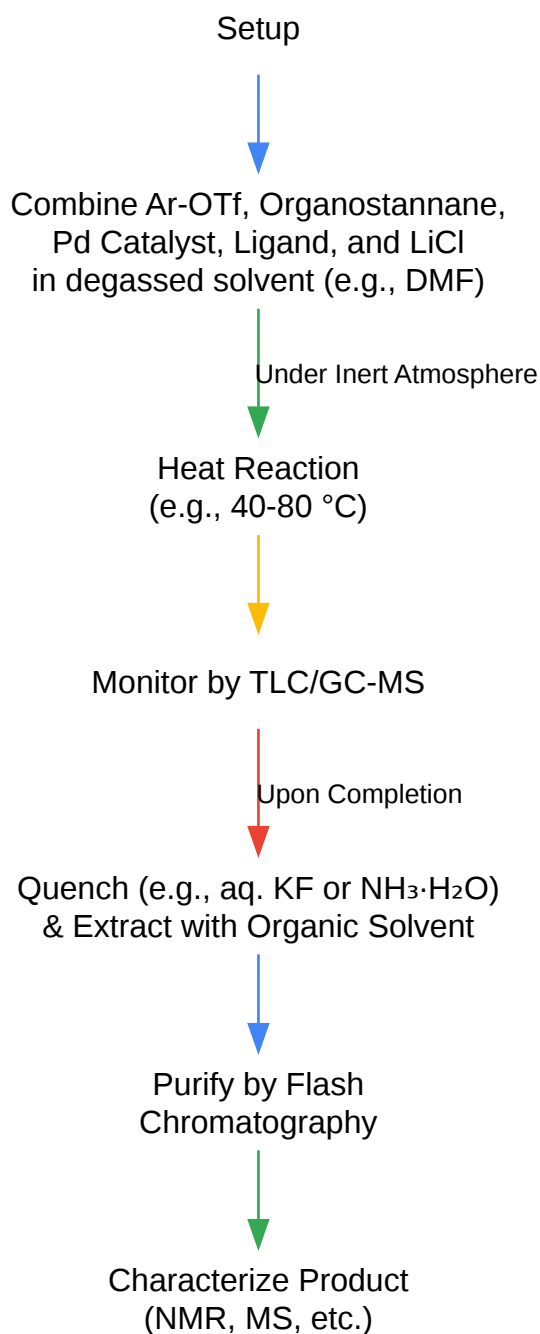 Setup
Combine Ar-OTf, Organostannane,
Pd Catalyst, Ligand, and LiCl
in degassed solvent (e.g., DMF)
Under Inert Atmosphere
Heat Reaction
(e.g., 40-80 °C)
Monitor by TLC/GC-MS
Upon Completion
Quench (e.g., aq. KF or NH₃·H₂O)
& Extract with Organic Solvent
Purify by Flash
Chromatography
Characterize Product
(NMR, MS, etc.)